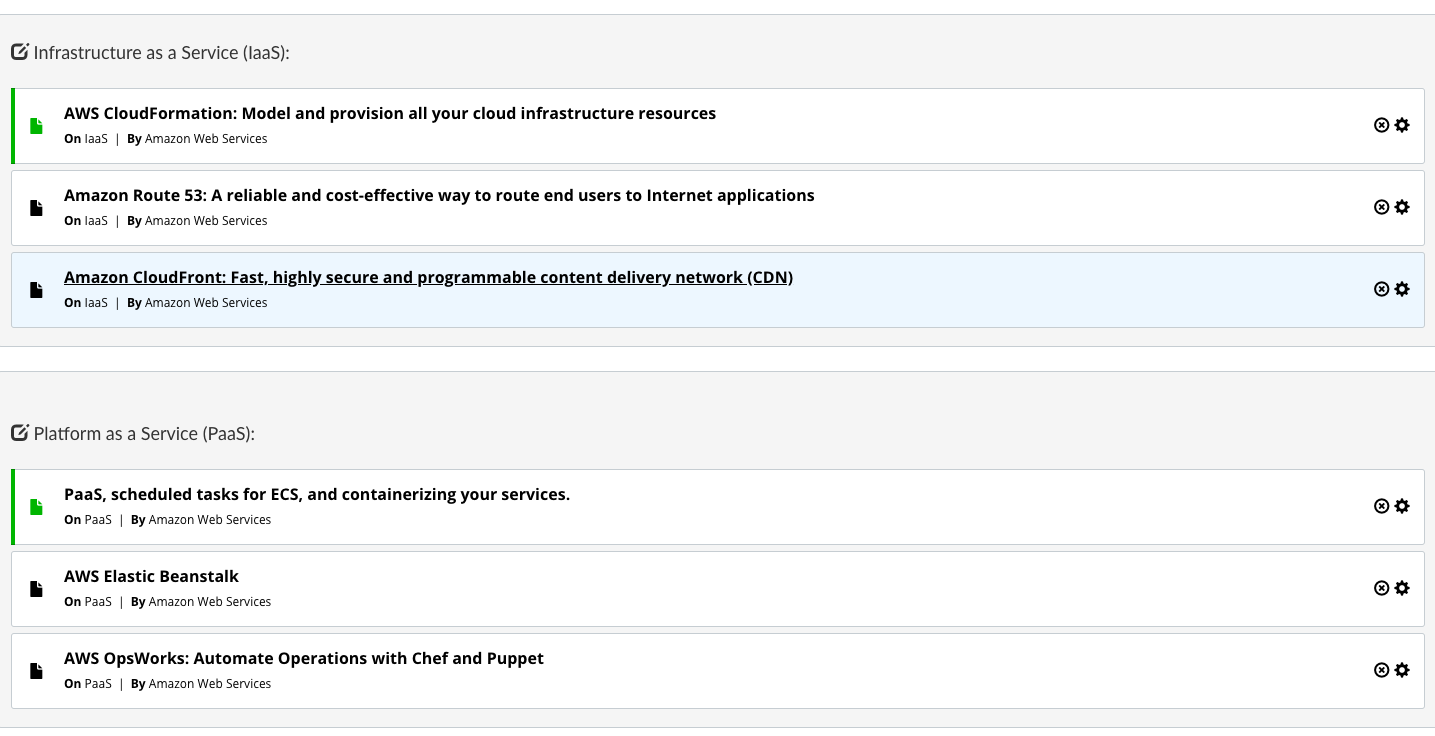 Infrastructure as a Service (IaaS):
AWS CloudFormation: Model and provision all your cloud infrastructure resources
On IaaS | By Amazon Web Services
Amazon Route 53: A reliable and cost-effective way to route end users to Internet applications
On IaaS | By Amazon Web Services
Amazon CloudFront: Fast, highly secure and programmable content delivery network (CDN)
On IaaS | By Amazon Web Services
Platform as a Service (PaaS):
PaaS, scheduled tasks for ECS, and containerizing your services.
On PaaS | By Amazon Web Services
AWS Elastic Beanstalk
On PaaS | By Amazon Web Services
AWS OpsWorks: Automate Operations with Chef and Puppet
On PaaS | By Amazon Web Services